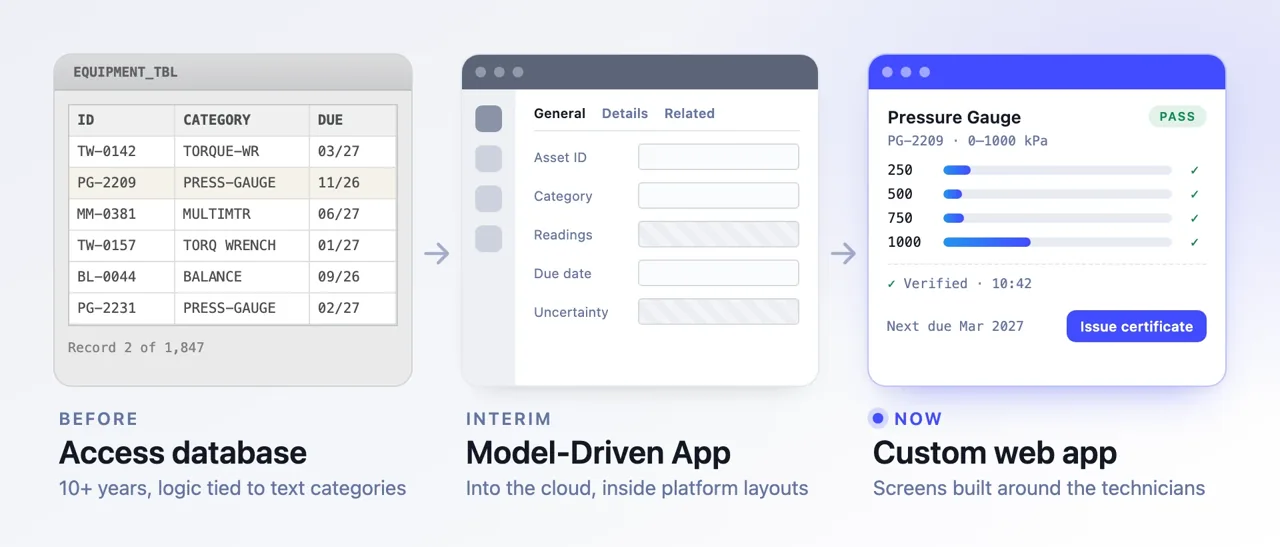 EQUIPMENT_TBL
ID CATEGORY DUE
TW-0142 TORQUE-WR 03/27
PG-2209 PRESS-GAUGE 11/26
MM-0381 MULTIMTR 06/27
TW-0157 TORQ WRENCH 01/27
BL-0044 BALANCE 09/26
PG-2231 PRESS-GAUGE 02/27
Record 2 of 1,847
BEFORE
Access database
10+ years, logic tied to text categories
General Details Related
Asset ID
Category
Readings
Due date
Uncertainty
INTERIM
Model-Driven App
Into the cloud, inside platform layouts
Pressure Gauge PASS
PG-2209 · 0–1000 kPa
250 ✓
500 ✓
750 ✓
1000 ✓
✓ Verified · 10:42
Next due Mar 2027 Issue certificate
NOW
Custom web app
Screens built around the technicians